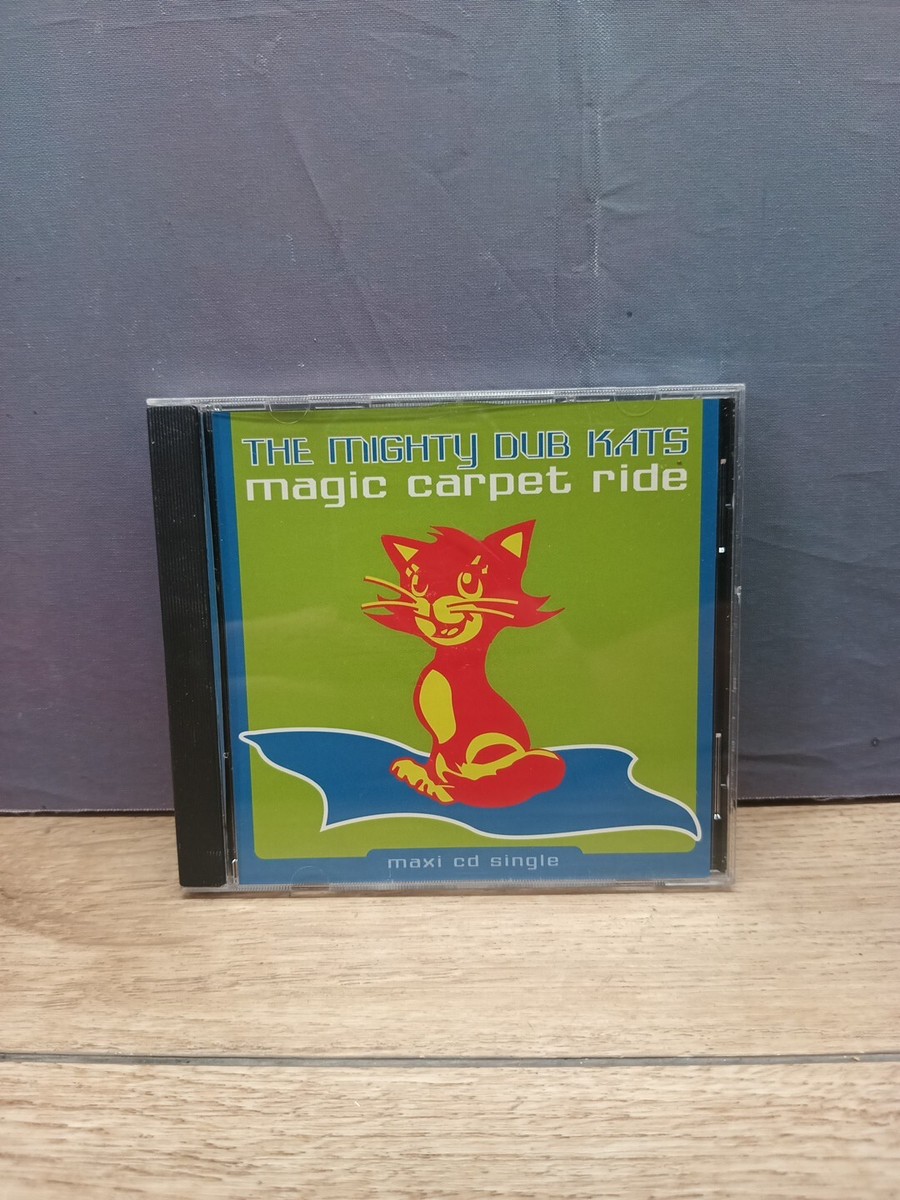 THE MIGHTY DUB KATS
magic carpet ride
maxi cd single